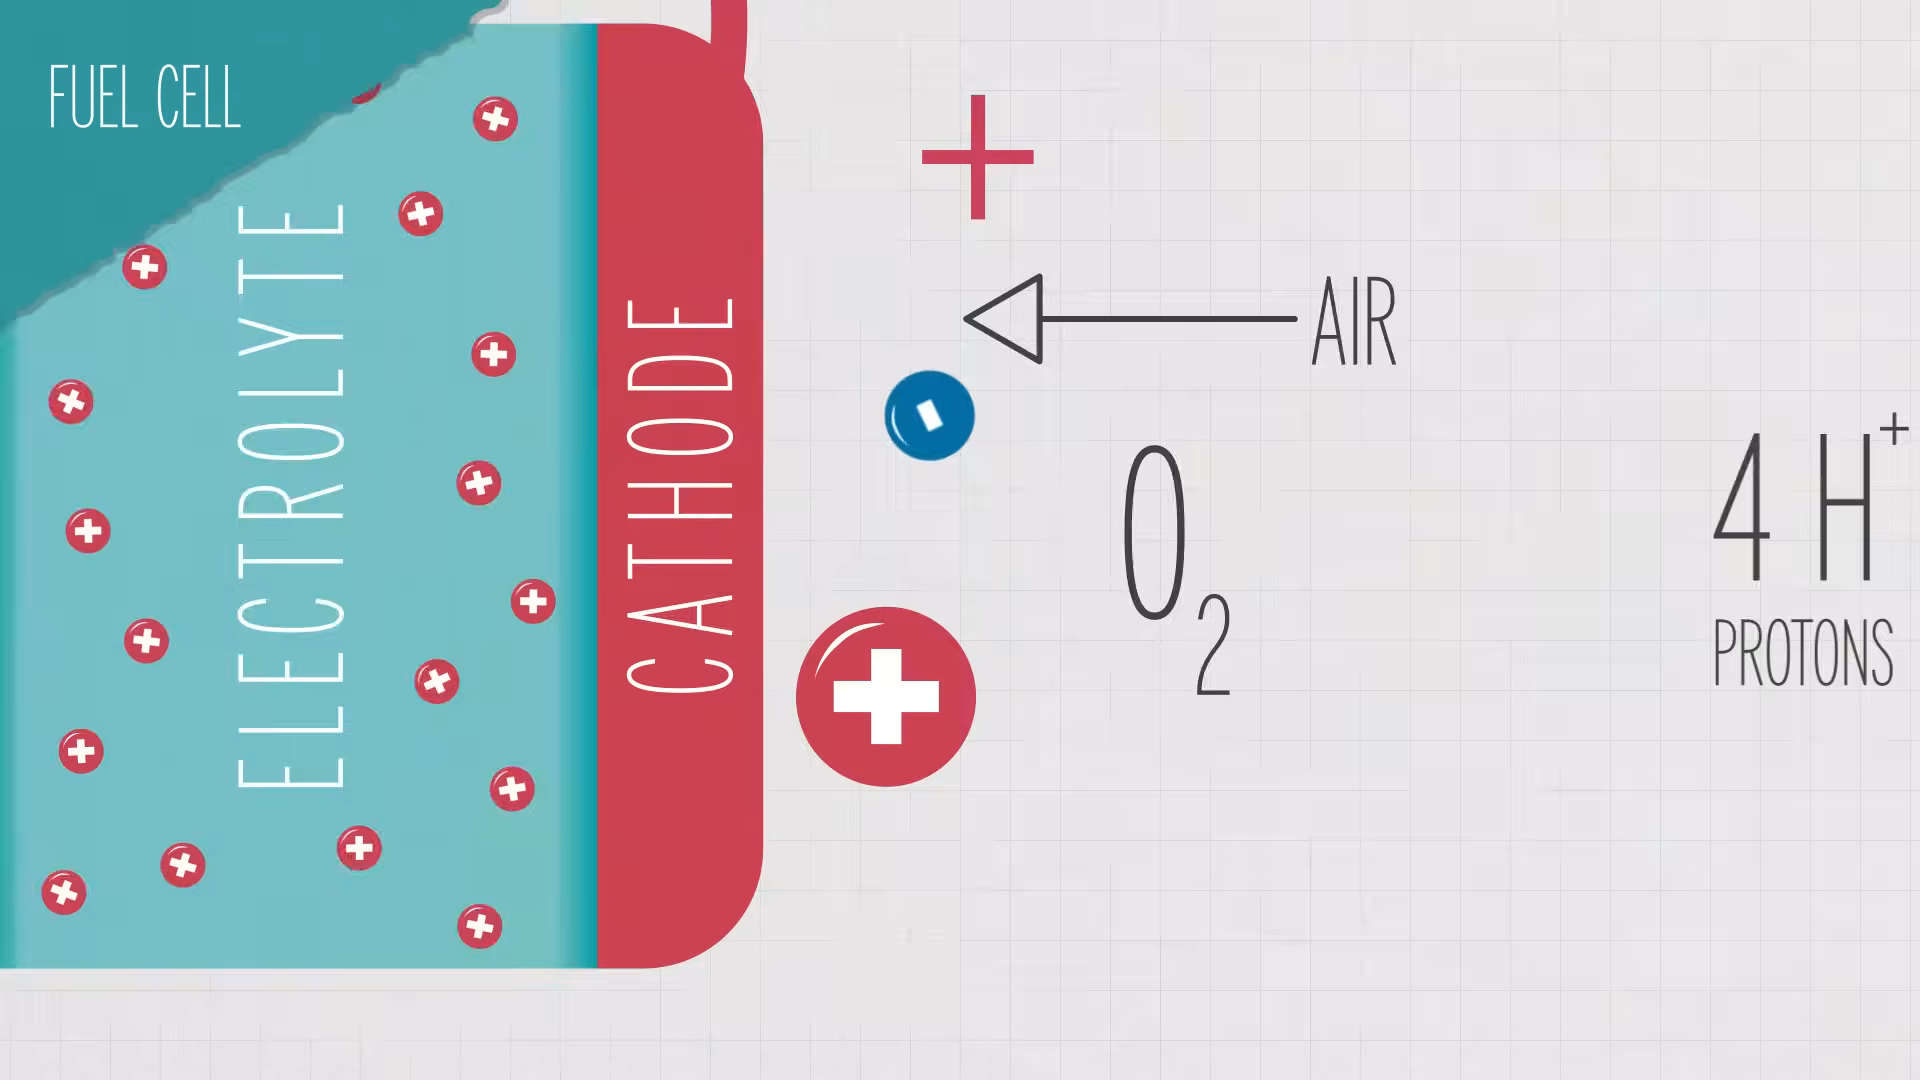 FUEL CELL
ELECTROLYTE
CATHODE
+
AIR
O2
4 H+
PROTONS